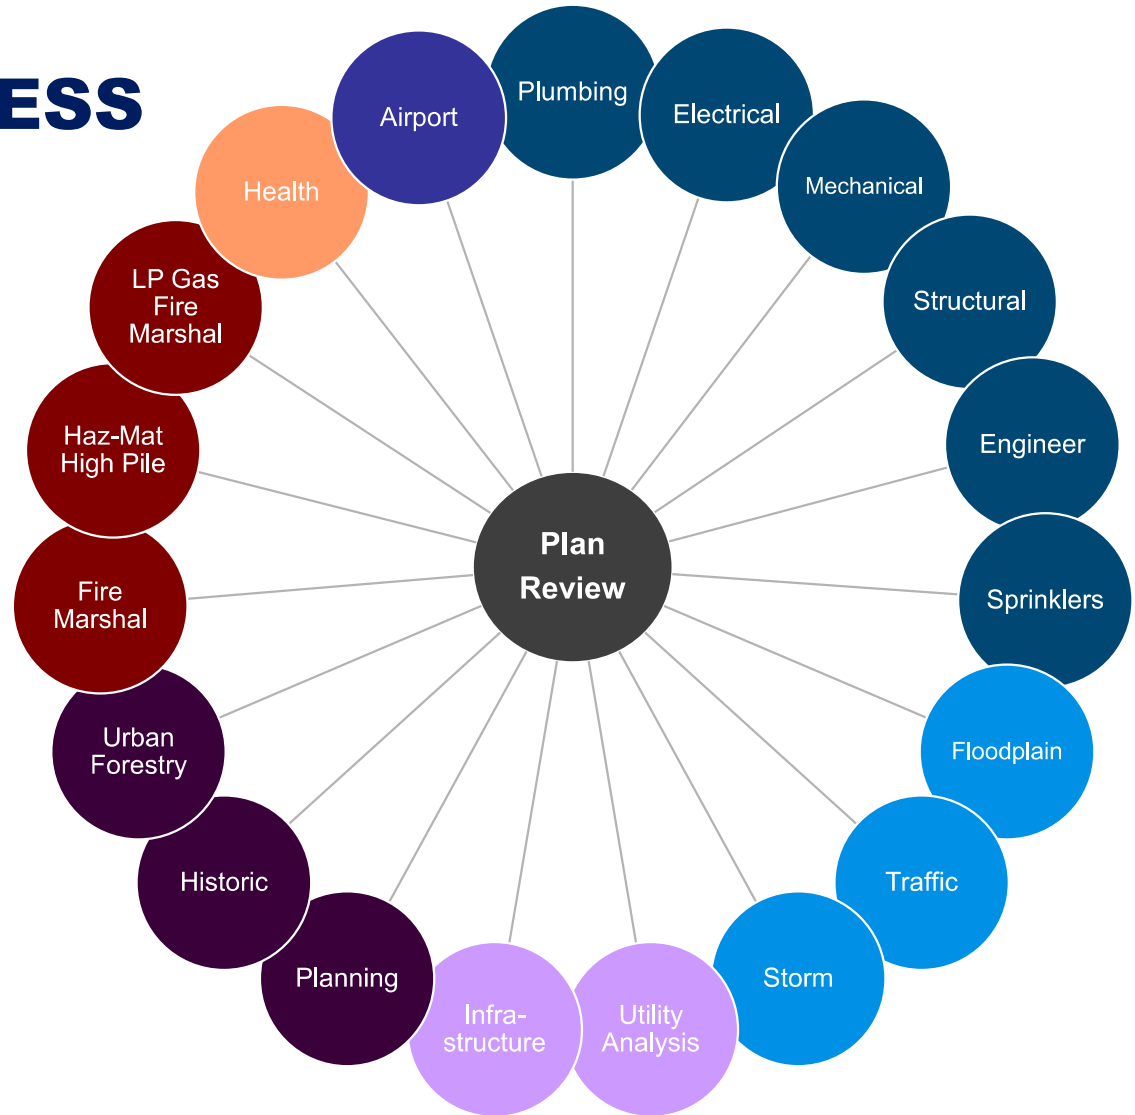 ESS
Plumbing
Electrical
Mechanical
Structural
Engineer
Sprinklers
Floodplain
Traffic
Storm
Utility
Analysis
Infra-
structure
Planning
Historic
Urban
Forestry
Fire
Marshal
Haz-Mat
High Pile
LP Gas
Fire
Marshal
Health
Airport
Plan
Review